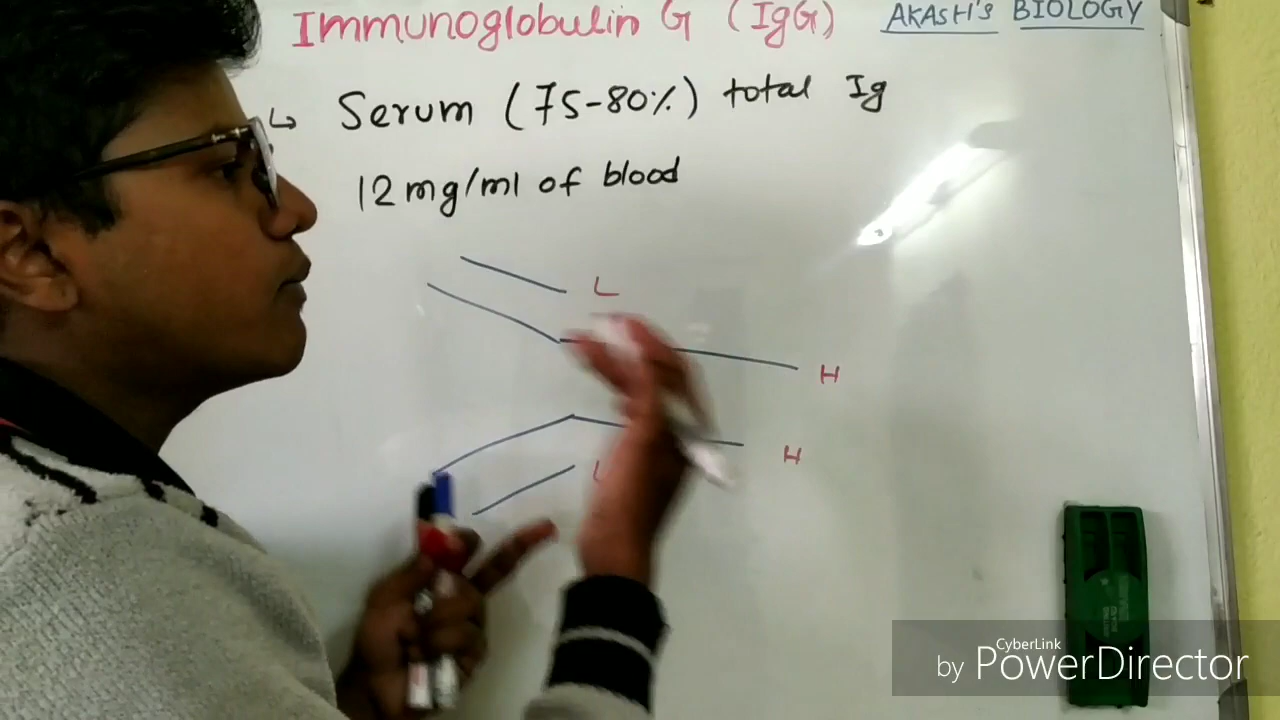 Immunoglobulin G (IgG)
AKASH'S BIOLOGY
↳ Serum (75-80%) total Ig
12 mg/ml of blood
L
H
H
L
CyberLink
by PowerDirector